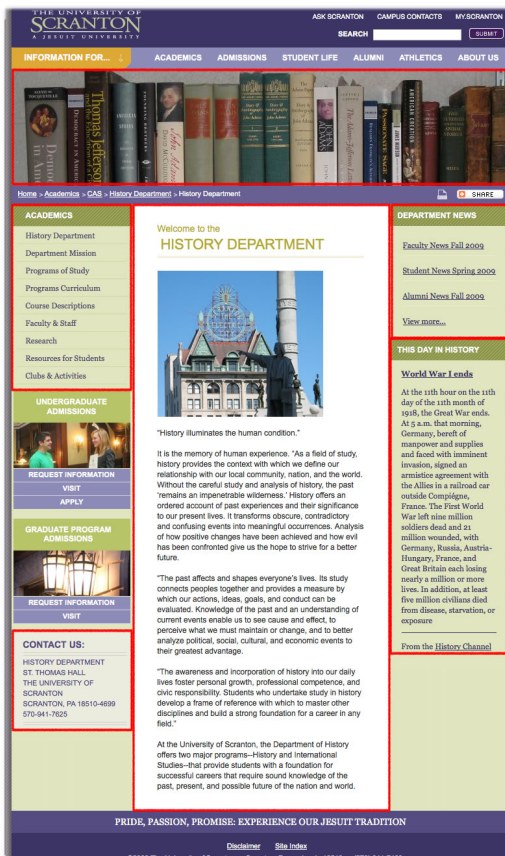 THE UNIVERSITY OF
SCRANTON
A JESUIT UNIVERSITY
ASK SCRANTON CAMPUS CONTACTS MY.SCRANTON
SEARCH SUBMIT
INFORMATION FOR... ACADEMICS ADMISSIONS STUDENT LIFE ALUMNI ATHLETICS ABOUT US
DEMOCRACY IN AMERICA
Thomas Jefferson
John Adams
DAVID McCULLOUGH
JOHN ADAMS
The Adams-Jefferson Letters
PASSIONATE SAGE
AMERICAN CREATION
Home > Academics > CAS > History Department > History Department
SHARE
ACADEMICS
History Department
Department Mission
Programs of Study
Programs Curriculum
Course Descriptions
Faculty & Staff
Research
Resources for Students
Clubs & Activities
UNDERGRADUATE
ADMISSIONS
REQUEST INFORMATION
VISIT
APPLY
GRADUATE PROGRAM
ADMISSIONS
REQUEST INFORMATION
VISIT
CONTACT US:
HISTORY DEPARTMENT
ST. THOMAS HALL
THE UNIVERSITY OF
SCRANTON
SCRANTON, PA 18510-4699
570-941-7625
Welcome to the
HISTORY DEPARTMENT
"History illuminates the human condition."
It is the memory of human experience. "As a field of study,
history provides the context with which we define our
relationship with our local community, nation, and the world.
Without the careful study and analysis of history, the past
'remains an impenetrable wilderness.' History offers an
ordered account of past experiences and their significance
to our present lives. It transforms obscure, contradictory
and confusing events into meaningful occurrences. Analysis
of how positive changes have been achieved and how evil
has been confronted give us the hope to strive for a better
future.
"The past affects and shapes everyone's lives. Its study
connects peoples together and provides a measure by
which our actions, ideas, goals, and conduct can be
evaluated. Knowledge of the past and an understanding of
current events enable us to see cause and effect, to
perceive what we must maintain or change, and to better
analyze political, social, cultural, and economic events to
their greatest advantage.
"The awareness and incorporation of history into our daily
lives foster personal growth, professional competence, and
civic responsibility. Students who undertake study in history
develop a frame of reference with which to master other
disciplines and build a strong foundation for a career in any
field."
At the University of Scranton, the Department of History
offers two major programs--History and International
Studies--that provide students with a foundation for
successful careers that require sound knowledge of the
past, present, and possible future of the nation and world.
DEPARTMENT NEWS
Faculty News Fall 2009
Student News Spring 2009
Alumni News Fall 2009
View more...
THIS DAY IN HISTORY
World War I ends
At the 11th hour on the 11th
day of the 11th month of
1918, the Great War ends.
At 5 a.m. that morning,
Germany, bereft of
manpower and supplies
and faced with imminent
invasion, signed an
armistice agreement with
the Allies in a railroad car
outside Compiégne,
France. The First World
War left nine million
soldiers dead and 21
million wounded, with
Germany, Russia, Austria-
Hungary, France, and
Great Britain each losing
nearly a million or more
lives. In addition, at least
five million civilians died
from disease, starvation, or
exposure
From the History Channel
PRIDE, PASSION, PROMISE: EXPERIENCE OUR JESUIT TRADITION
Disclaimer Site Index